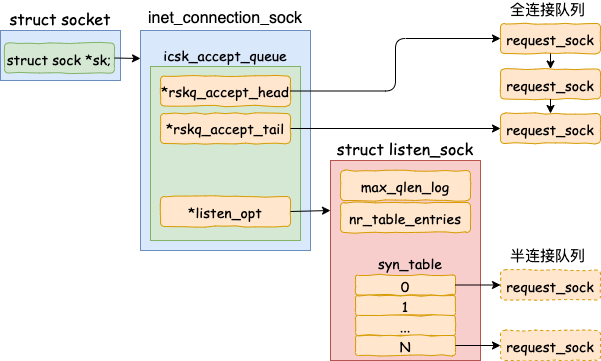 struct socket
struct sock *sk;
inet_connection_sock
icsk_accept_queue
*rskq_accept_head
*rskq_accept_tail
*listen_opt
全连接队列
request_sock
request_sock
request_sock
struct listen_sock
max_qlen_log
nr_table_entries
syn_table
0
1
...
N
半连接队列
request_sock
request_sock